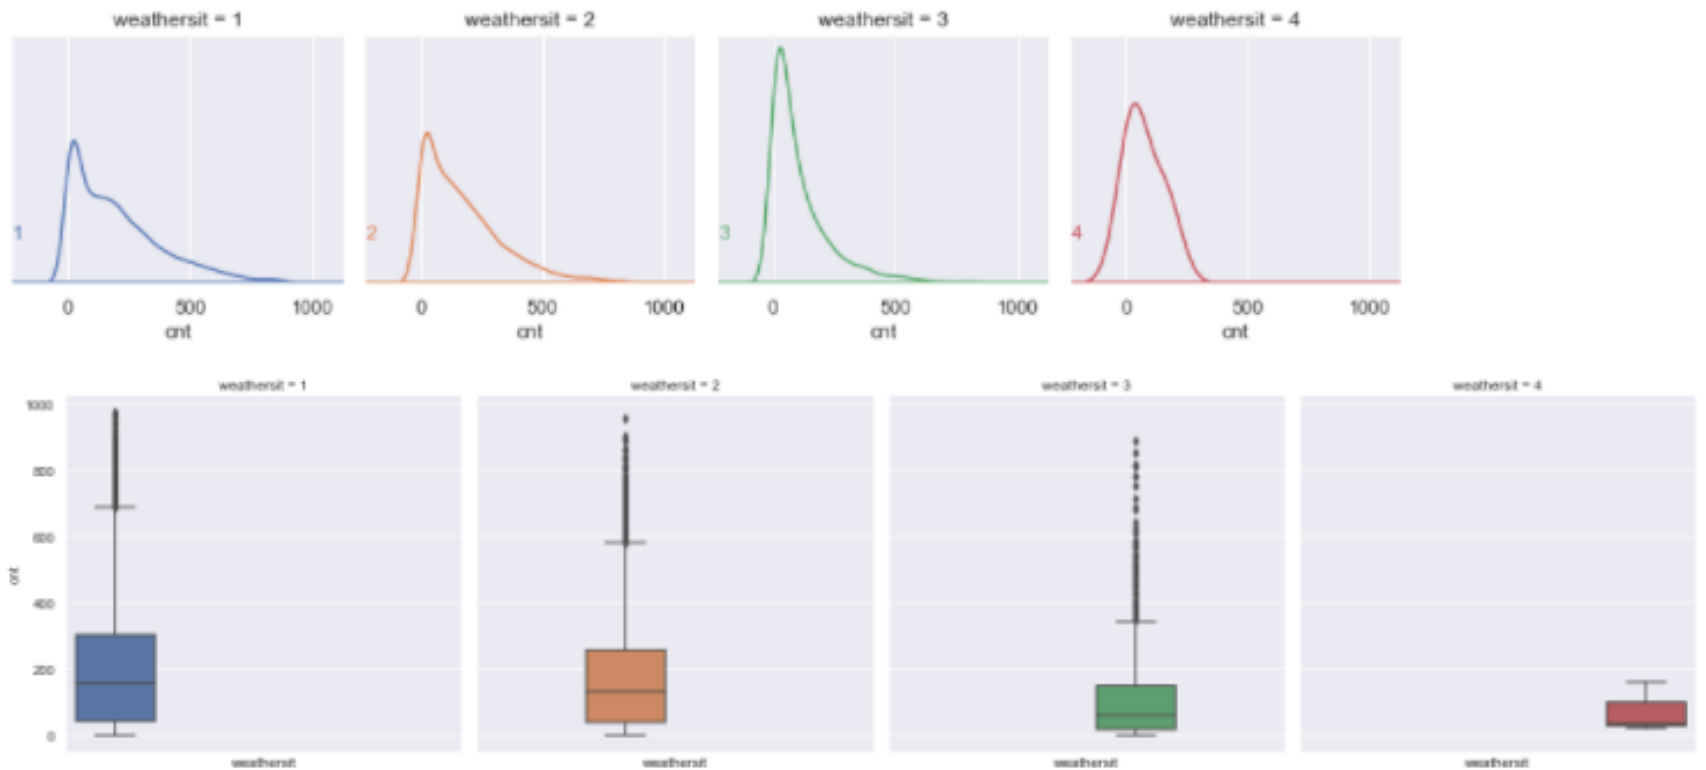 weathersit = 1 weathersit = 2 weathersit = 3 weathersit = 4
1 2 3 4
0 500 1000 0 500 1000 0 500 1000 0 500 1000
cnt cnt cnt cnt
weathersit = 1 weathersit = 2 weathersit = 3 weathersit = 4
1000
800
600
cnt
400
200
0
weathersit weathersit weathersit weathersit